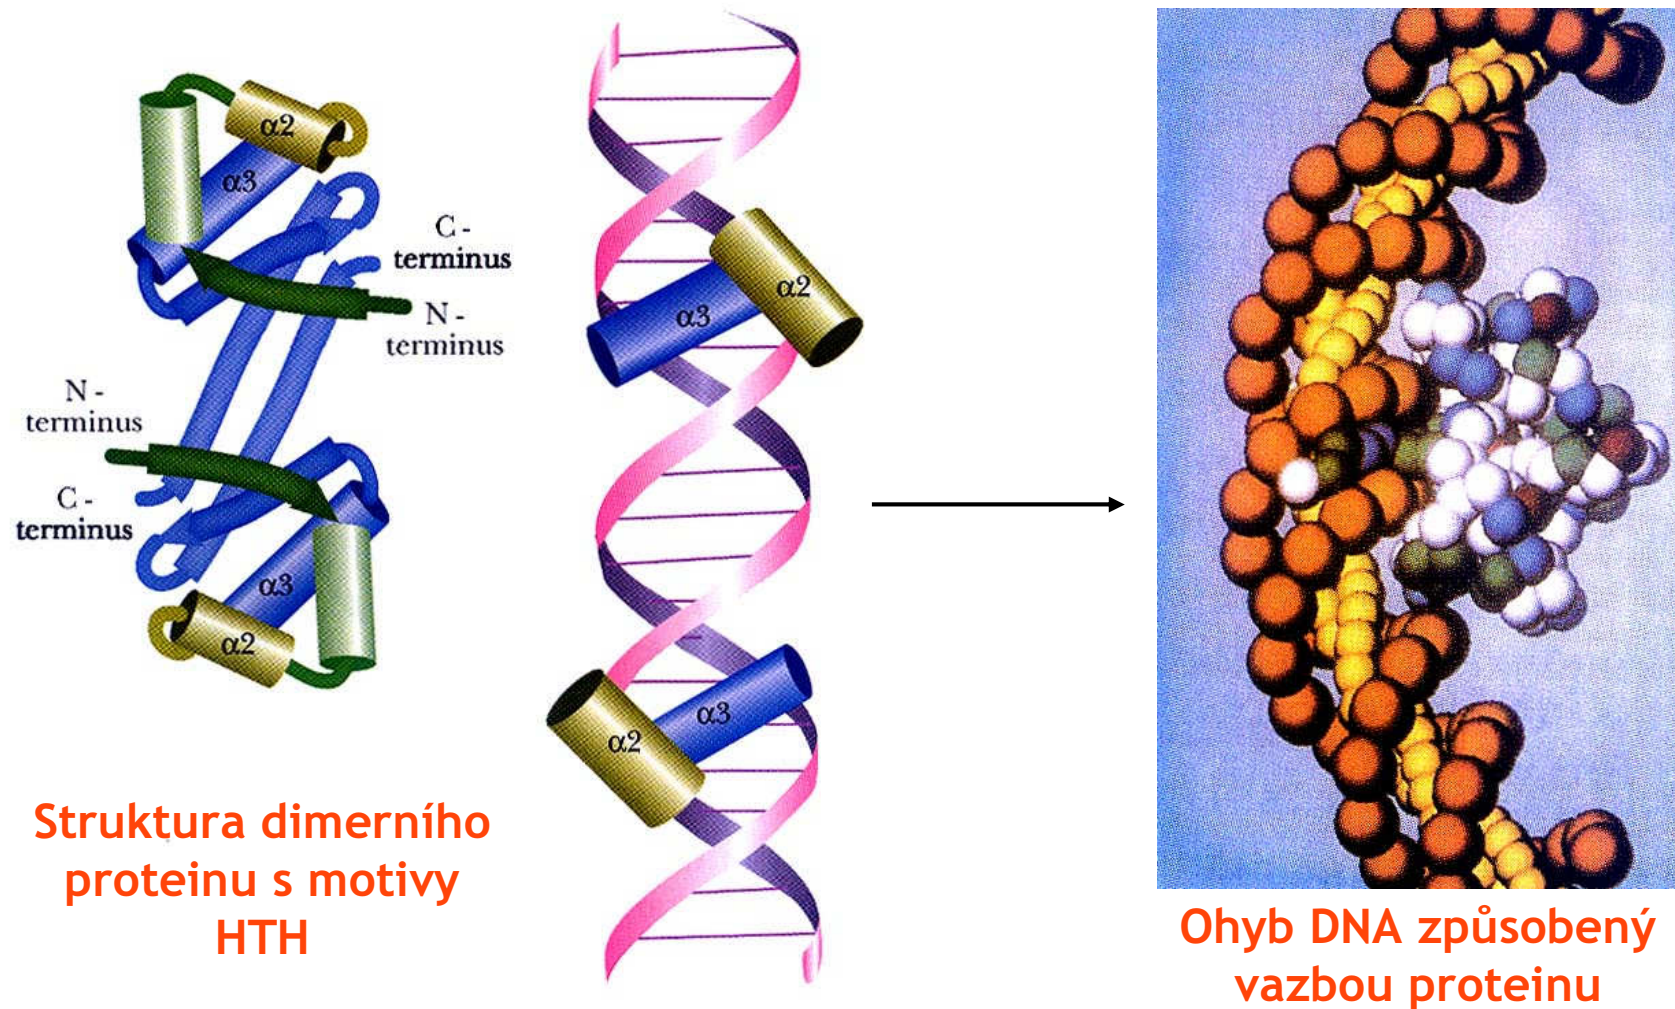 α2
α3
C -
terminus
N -
terminus
N -
terminus
C -
terminus
α3
α2
α2
α3
α3
α2
Struktura dimerního
proteinu s motivy
HTH
Ohyb DNA způsobený
vazbou proteinu